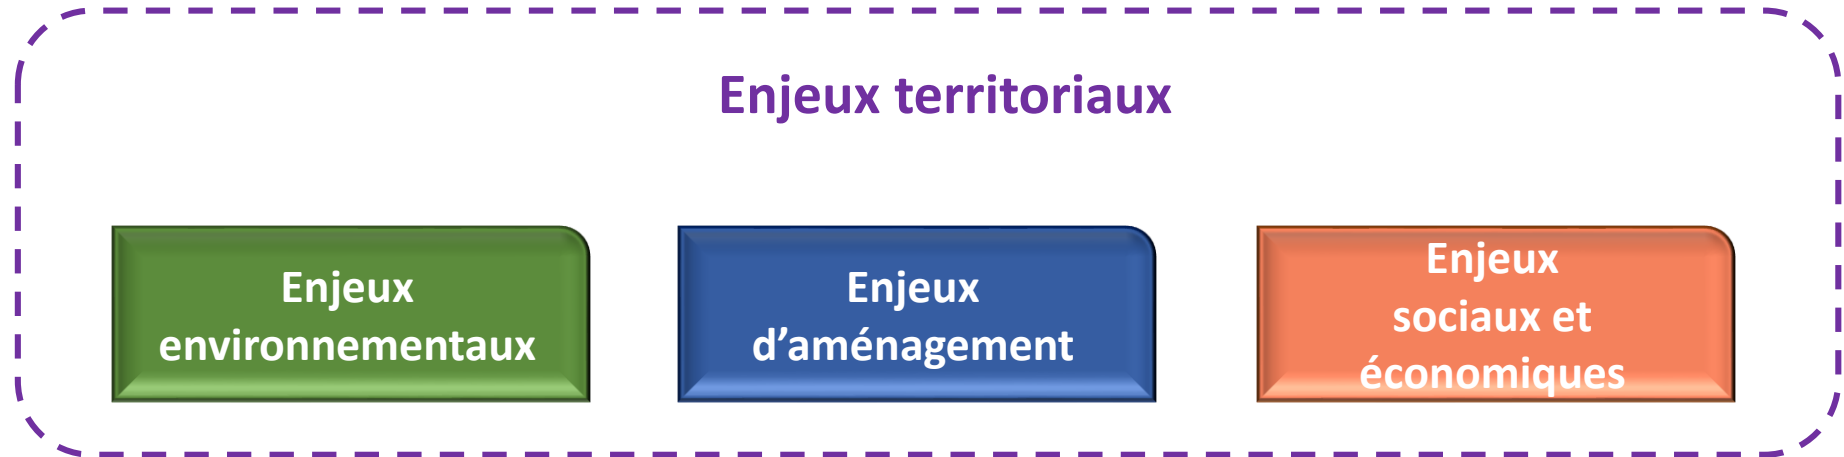 Enjeux territoriaux
Enjeux
environnementaux
Enjeux
d’aménagement
Enjeux
sociaux et
économiques